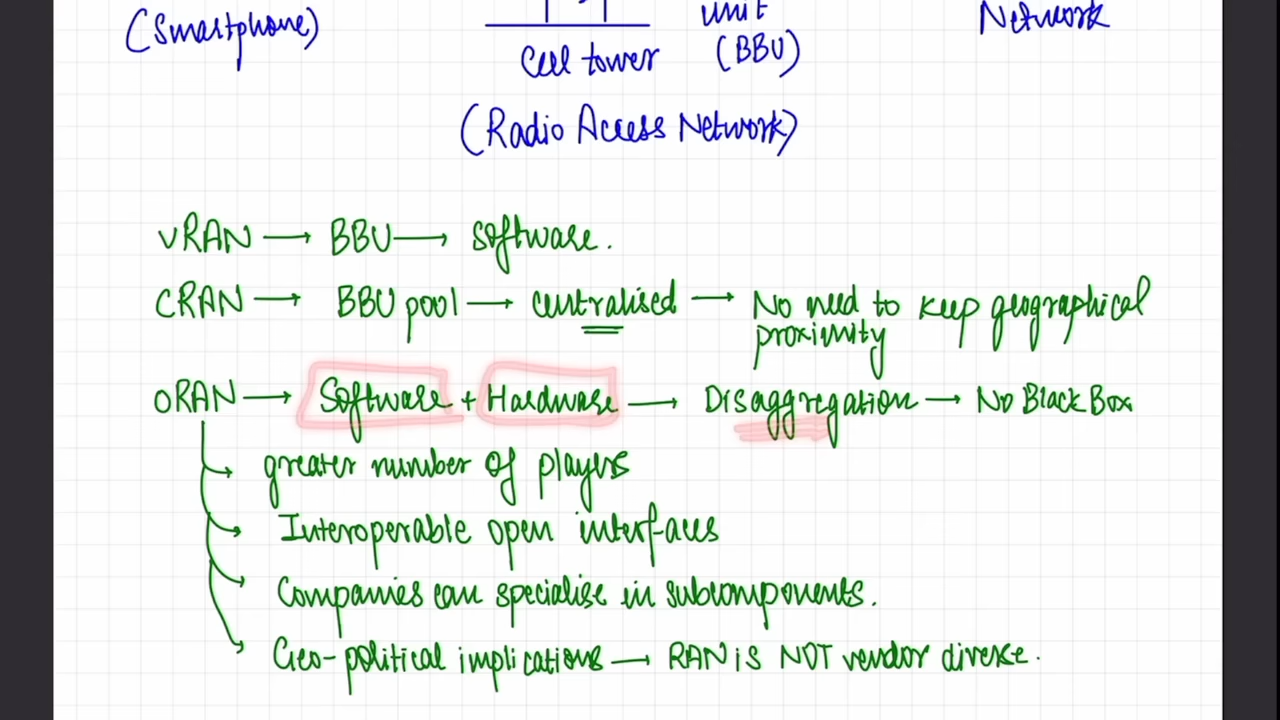 (Smartphone)
unit
Network
Cell tower
(BBU)
(Radio Access Network)
vRAN → BBU → software.
CRAN → BBU pool → centralised → No need to keep geographical
proximity
ORAN → Software + Hardware → Disaggregation → No Black Box
greater number of players
Interoperable open interfaces
Companies can specialise in subcomponents.
Geo-political implications → RAN is NOT vendor diverse.